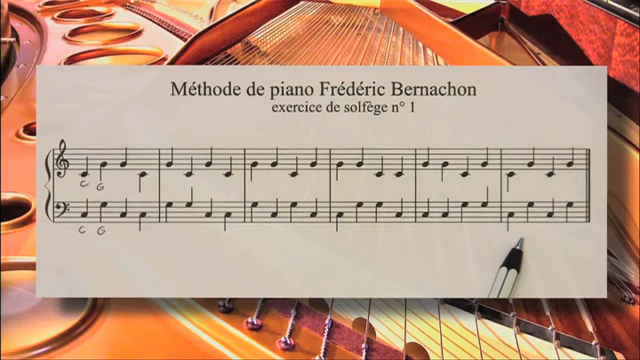 Méthode de piano Frédéric Bernachon
exercice de solfège n° 1
C G
C G